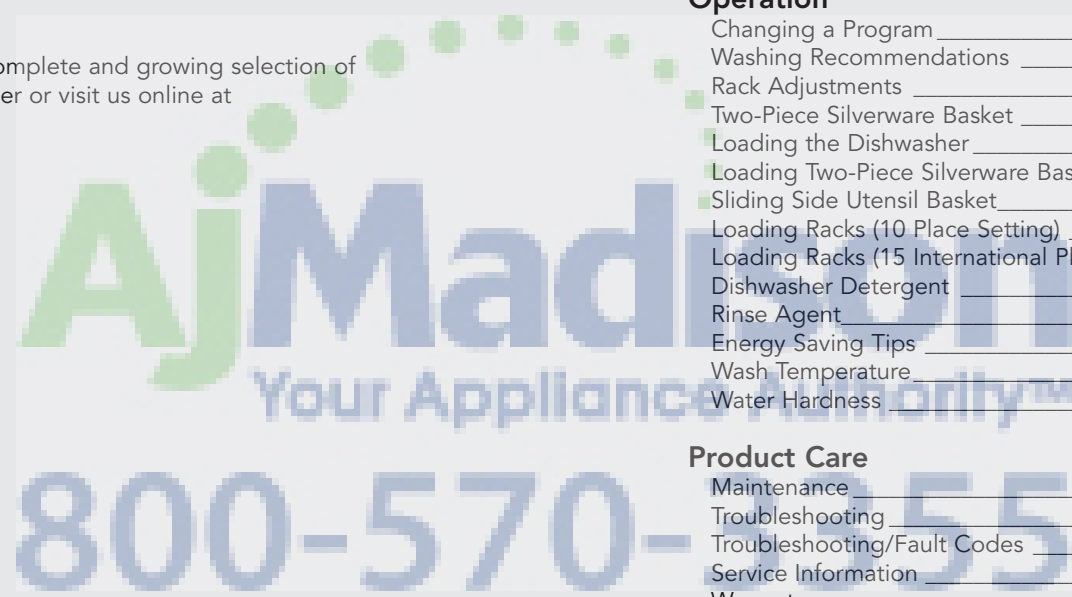 omplete and growing selection of
er or visit us online at
Operation
Changing a Program
Washing Recommendations
Rack Adjustments
Two-Piece Silverware Basket
Loading the Dishwasher
Loading Two-Piece Silverware Bas
Sliding Side Utensil Basket
Loading Racks (10 Place Setting)
Loading Racks (15 International Pl
Dishwasher Detergent
Rinse Agent
Energy Saving Tips
Wash Temperature
Water Hardness
Product Care
Maintenance
Troubleshooting
Troubleshooting/Fault Codes
Service Information
AjMadison
Your Appliance Authority™
800-570-3355